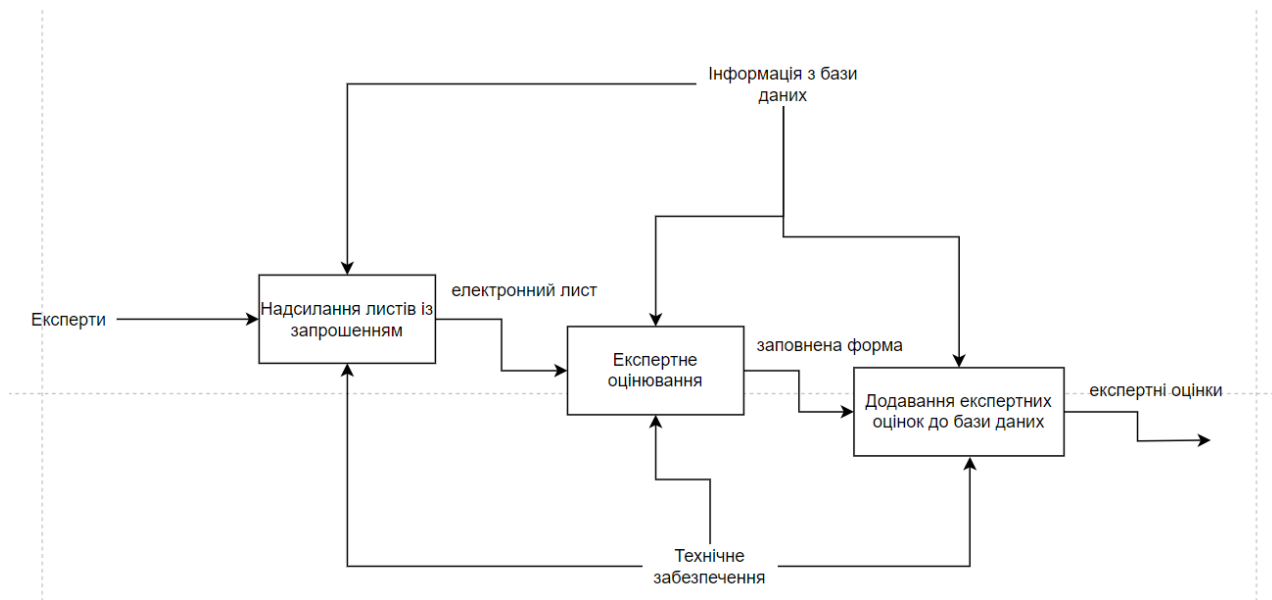 Інформація з бази
даних
Експерти
Надсилання листів із
запрошенням
електронний лист
Експертне
оцінювання
заповнена форма
Додавання експертних
оцінок до бази даних
експертні оцінки
Технічне
забезпечення